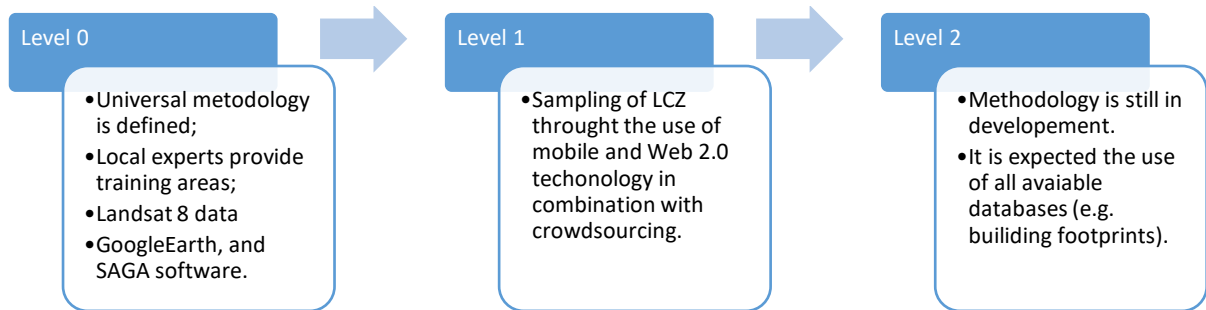 Level 0
•Universal metodology
is defined;
•Local experts provide
training areas;
•Landsat 8 data
•GoogleEarth, and
SAGA software.
Level 1
•Sampling of LCZ
throught the use of
mobile and Web 2.0
techonology in
combination with
crowdsourcing.
Level 2
•Methodology is still in
developement.
•It is expected the use
of all avaiable
databases (e.g.
builiding footprints).